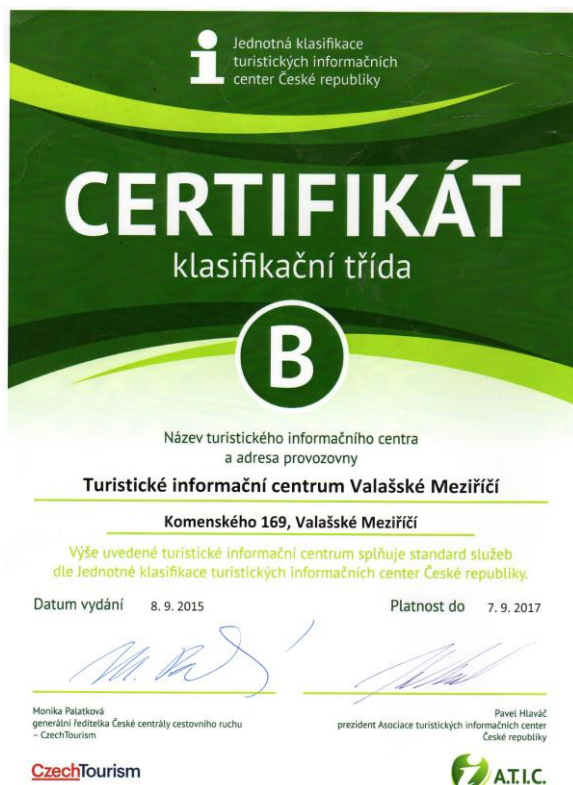 Jednotná klasifikace
turistických informačních
center České republiky
CERTIFIKÁT
klasifikační třída
B
Název turistického informačního centra
a adresa provozovny
Turistické informační centrum Valašské Meziříčí
Komenského 169, Valašské Meziříčí
Výše uvedené turistické informační centrum splňuje standard služeb
dle Jednotné klasifikace turistických informačních center České republiky.
Datum vydání 8. 9. 2015
Platnost do 7. 9. 2017
Monika Palatková
generální ředitelka České centrály cestovního ruchu
– CzechTourism
Pavel Hlaváč
prezident Asociace turistických informačních center
České republiky
CzechTourism
A.T.I.C.